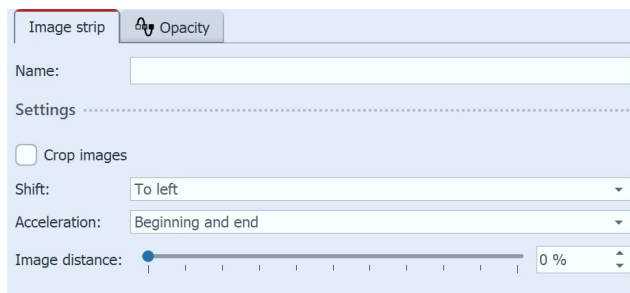 Image strip
Opacity
Name:
Settings
Crop images
Shift: To left
Acceleration: Beginning and end
Image distance: 0 %